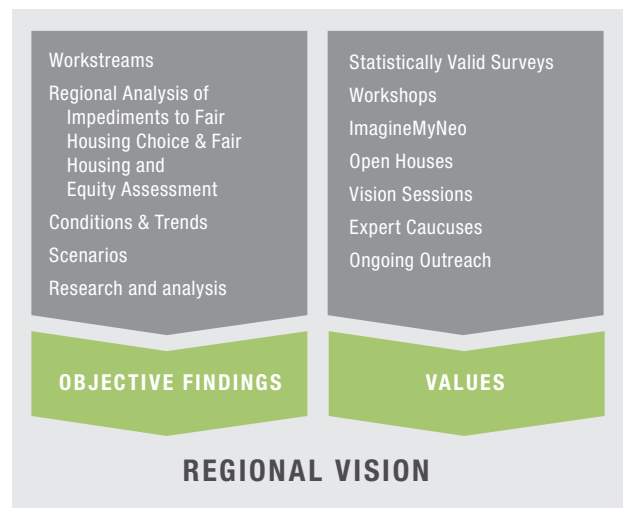 Workstreams
Regional Analysis of
Impediments to Fair
Housing Choice & Fair
Housing and
Equity Assessment
Conditions & Trends
Scenarios
Research and analysis
OBJECTIVE FINDINGS
Statistically Valid Surveys
Workshops
ImagineMyNeo
Open Houses
Vision Sessions
Expert Caucuses
Ongoing Outreach
VALUES
REGIONAL VISION